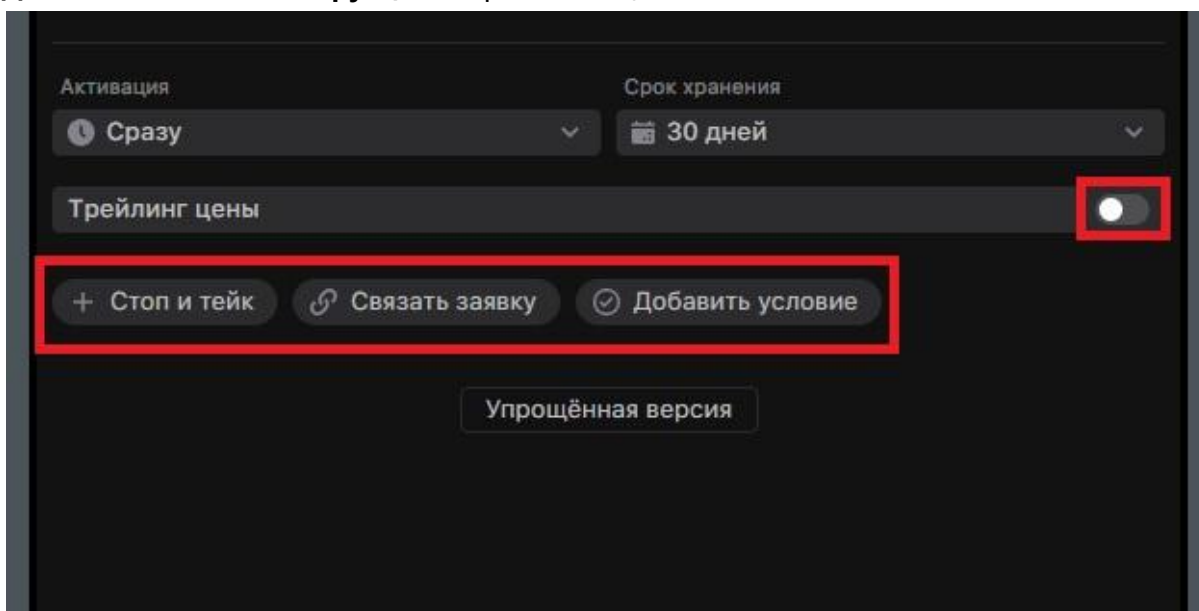 Активация
Срок хранения
Сразу
30 дней
Трейлинг цены
+ Стоп и тейк
Связать заявку
Добавить условие
Упрощённая версия